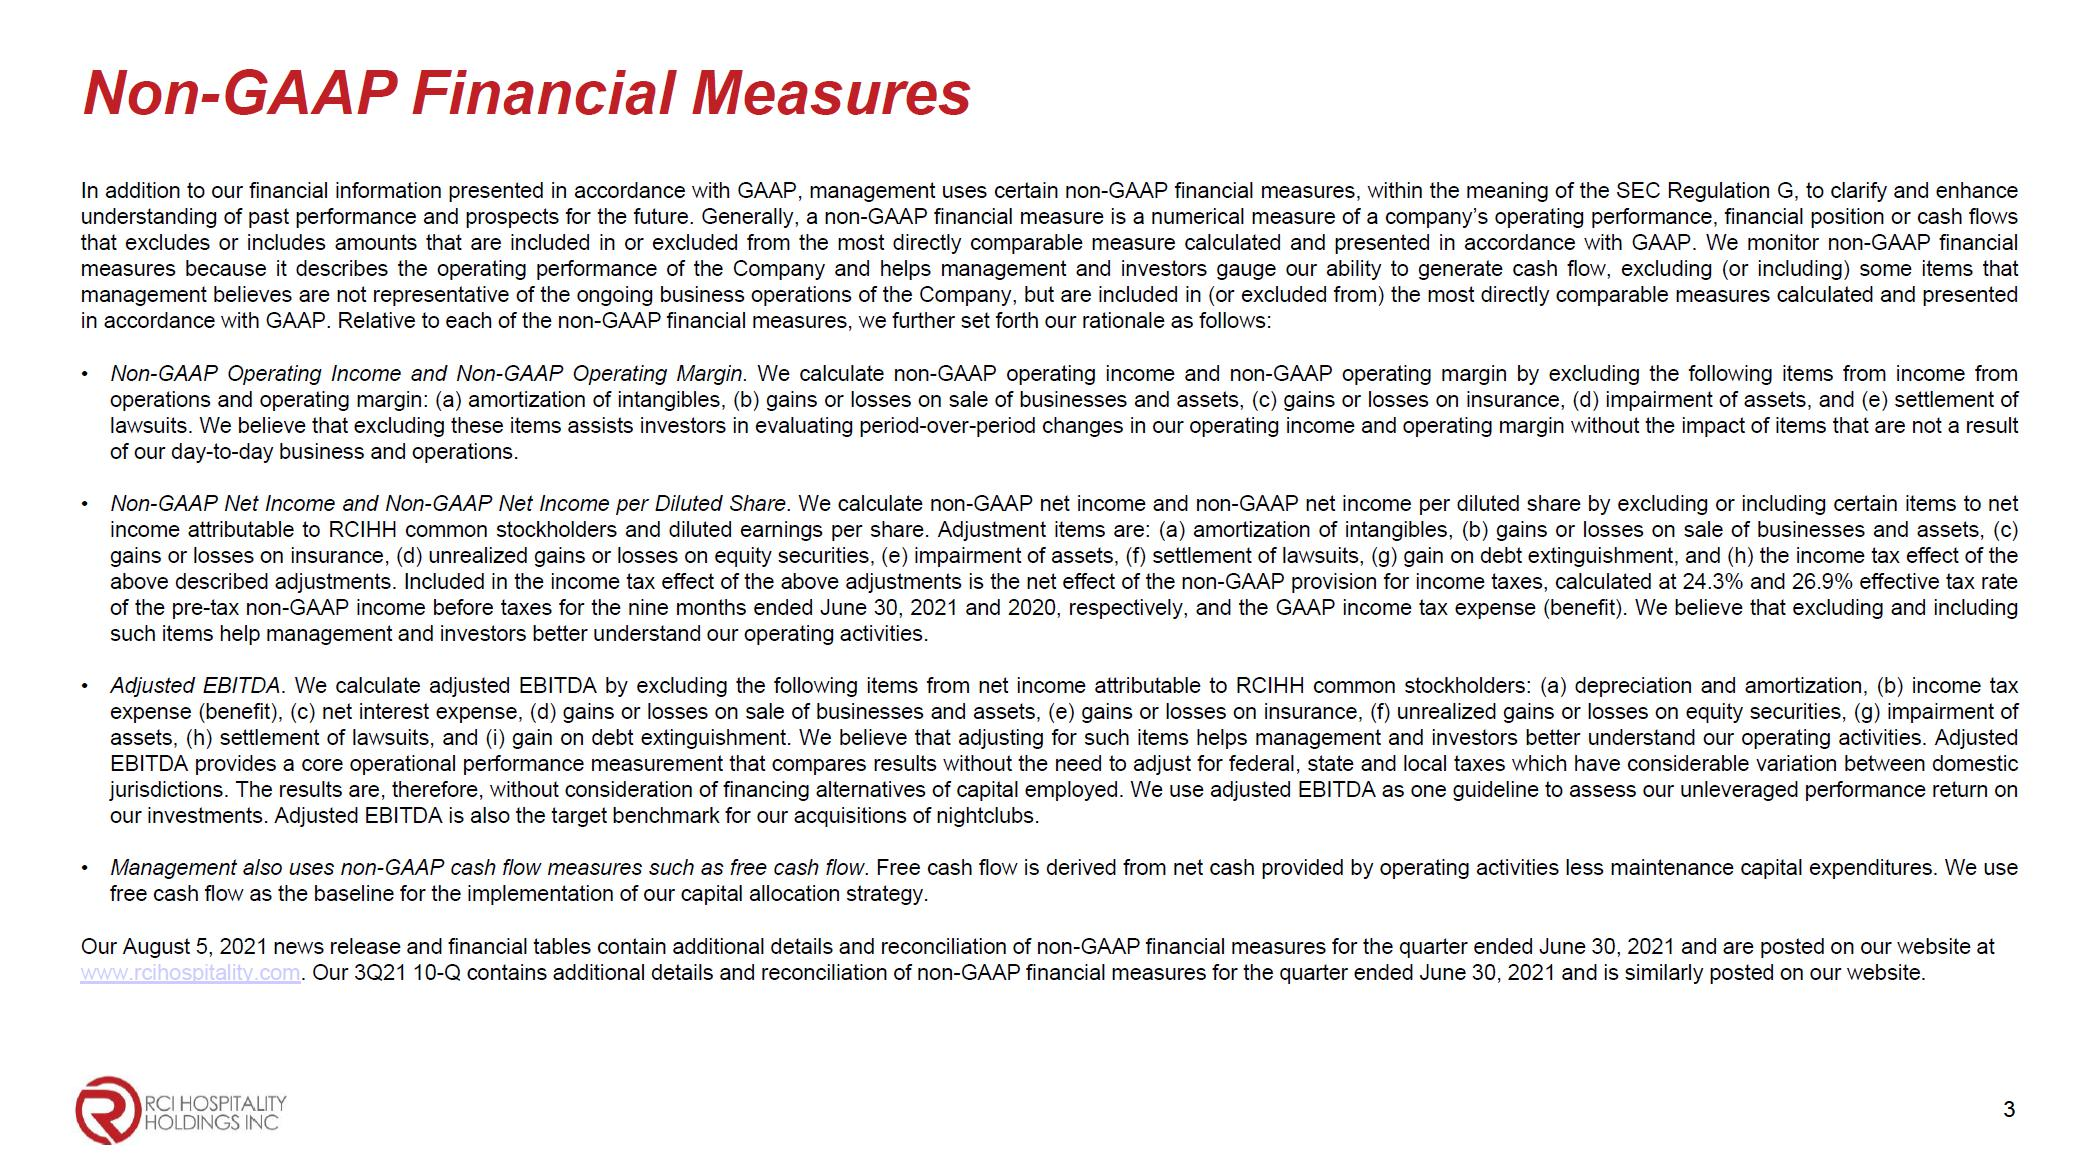 Non-GAAP Financial Measures
In addition to our financial information presented in accordance with GAAP, management uses certain non-GAAP financial measures, within the meaning of the SEC Regulation G, to clarify and enhance
understanding of past performance and prospects for the future. Generally, a non-GAAP financial measure is a numerical measure of a company’s operating performance, financial position or cash flows
that excludes or includes amounts that are included in or excluded from the most directly comparable measure calculated and presented in accordance with GAAP. We monitor non-GAAP financial
measures because it describes the operating performance of the Company and helps management and investors gauge our ability to generate cash flow, excluding (or including) some items that
management believes are not representative of the ongoing business operations of the Company, but are included in (or excluded from) the most directly comparable measures calculated and presented
in accordance with GAAP. Relative to each of the non-GAAP financial measures, we further set forth our rationale as follows:
• Non-GAAP Operating Income and Non-GAAP Operating Margin. We calculate non-GAAP operating income and non-GAAP operating margin by excluding the following items from income from
operations and operating margin: (a) amortization of intangibles, (b) gains or losses on sale of businesses and assets, (c) gains or losses on insurance, (d) impairment of assets, and (e) settlement of
lawsuits. We believe that excluding these items assists investors in evaluating period-over-period changes in our operating income and operating margin without the impact of items that are not a result
of our day-to-day business and operations.
• Non-GAAP Net Income and Non-GAAP Net Income per Diluted Share. We calculate non-GAAP net income and non-GAAP net income per diluted share by excluding or including certain items to net
income attributable to RCIHH common stockholders and diluted earnings per share. Adjustment items are: (a) amortization of intangibles, (b) gains or losses on sale of businesses and assets, (c)
gains or losses on insurance, (d) unrealized gains or losses on equity securities, (e) impairment of assets, (f) settlement of lawsuits, (g) gain on debt extinguishment, and (h) the income tax effect of the
above described adjustments. Included in the income tax effect of the above adjustments is the net effect of the non-GAAP provision for income taxes, calculated at 24.3% and 26.9% effective tax rate
of the pre-tax non-GAAP income before taxes for the nine months ended June 30, 2021 and 2020, respectively, and the GAAP income tax expense (benefit). We believe that excluding and including
such items help management and investors better understand our operating activities.
• Adjusted EBITDA. We calculate adjusted EBITDA by excluding the following items from net income attributable to RCIHH common stockholders: (a) depreciation and amortization, (b) income tax
expense (benefit), (c) net interest expense, (d) gains or losses on sale of businesses and assets, (e) gains or losses on insurance, (f) unrealized gains or losses on equity securities, (g) impairment of
assets, (h) settlement of lawsuits, and (i) gain on debt extinguishment. We believe that adjusting for such items helps management and investors better understand our operating activities. Adjusted
EBITDA provides a core operational performance measurement that compares results without the need to adjust for federal, state and local taxes which have considerable variation between domestic
jurisdictions. The results are, therefore, without consideration of financing alternatives of capital employed. We use adjusted EBITDA as one guideline to assess our unleveraged performance return on
our investments. Adjusted EBITDA is also the target benchmark for our acquisitions of nightclubs.
• Management also uses non-GAAP cash flow measures such as free cash flow. Free cash flow is derived from net cash provided by operating activities less maintenance capital expenditures. We use
free cash flow as the baseline for the implementation of our capital allocation strategy.
Our August 5, 2021 news release and financial tables contain additional details and reconciliation of non-GAAP financial measures for the quarter ended June 30, 2021 and are posted on our website at
www.rcihospitality.com. Our 3Q21 10-Q contains additional details and reconciliation of non-GAAP financial measures for the quarter ended June 30, 2021 and is similarly posted on our website.
RCI HOSPITALITY
HOLDINGS INC
3